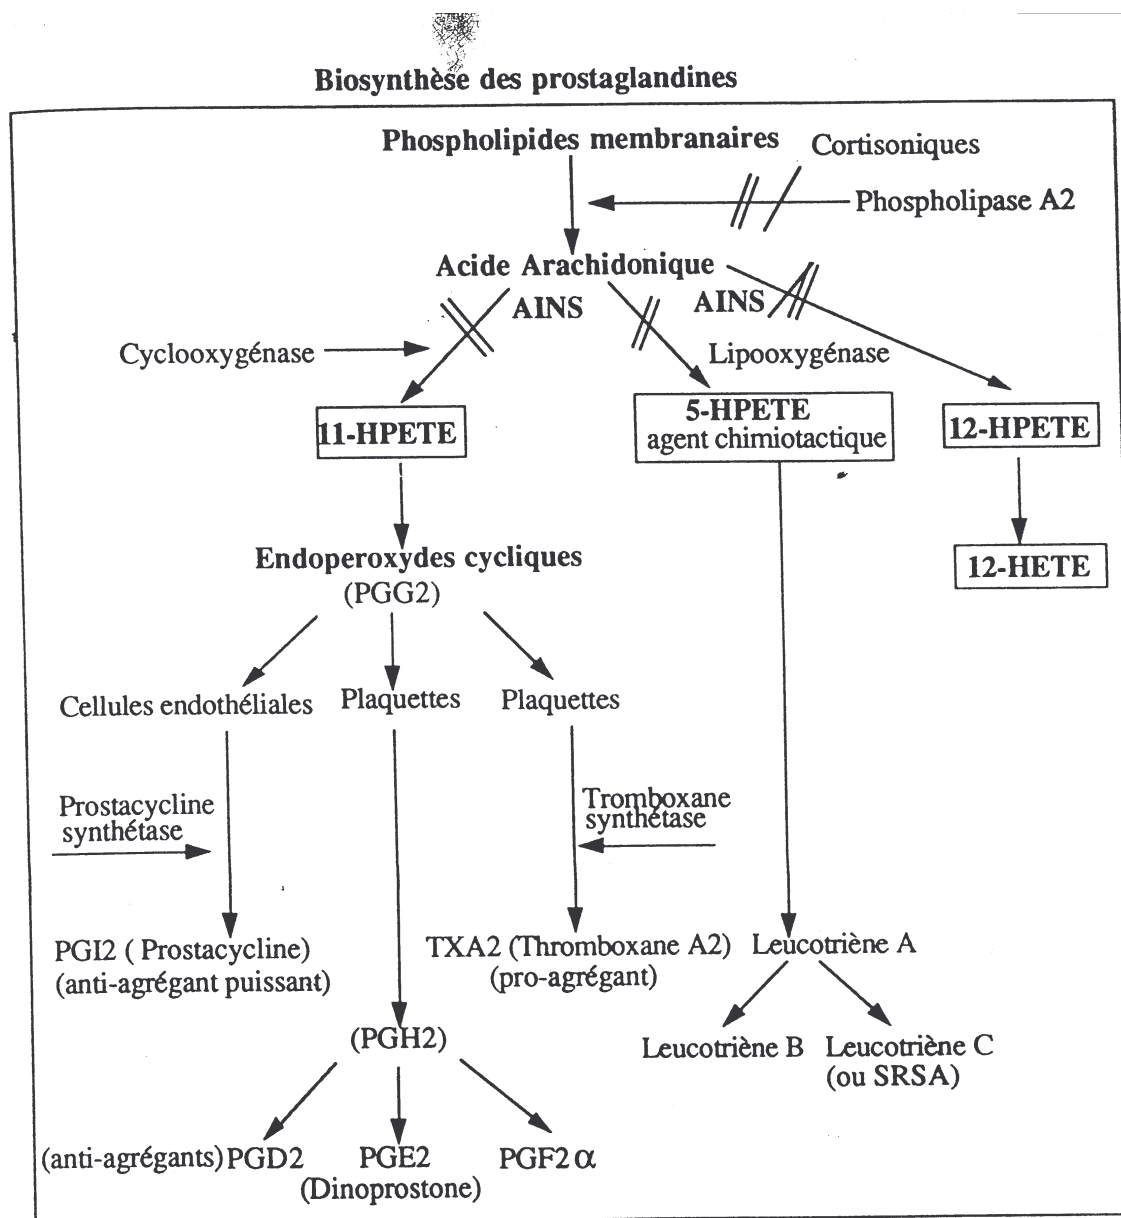 Biosynthèse des prostaglandines
Phospholipides membranaires
Cortisoniques
Phospholipase A2
Acide Arachidonique
AINS
AINS
Cyclooxygénase
Lipooxygénase
11-HPETE
5-HPETE
agent chimiotactique
12-HPETE
Endoperoxydes cycliques
(PGG2)
12-HETE
Cellules endothéliales
Plaquettes
Plaquettes
Prostacycline
synthétase
Tromboxane
synthétase
PGI2 ( Prostacycline)
(anti-agrégant puissant)
TXA2 (Thromboxane A2)
(pro-agrégant)
Leucotriène A
(PGH2)
Leucotriène B
Leucotriène C
(ou SRSA)
(anti-agrégants) PGD2
PGE2
(Dinoprostone)
PGF2 α